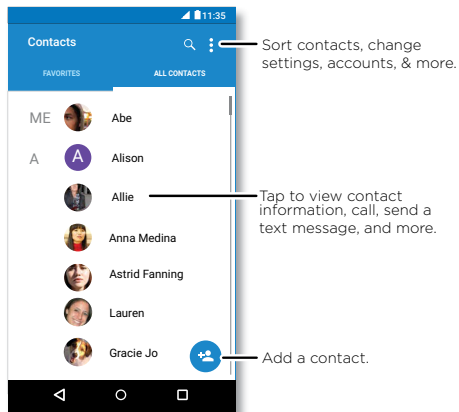 11:35
Contacts
Sort contacts, change
settings, accounts, & more.
FAVORITES
ALL CONTACTS
ME
Abe
A
A
Alison
Allie
Tap to view contact
information, call, send a
text message, and more.
Anna Medina
Astrid Fanning
Lauren
Gracie Jo
Add a contact.